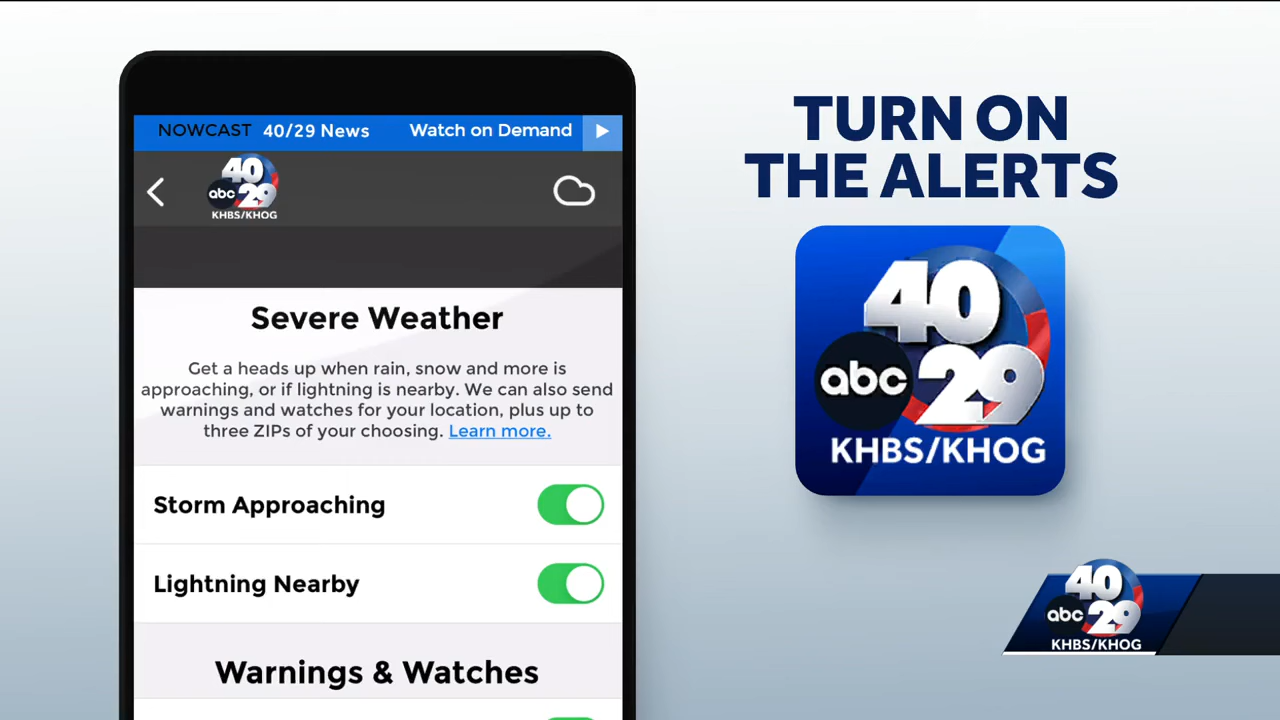 NOWCAST 40/29 News Watch on Demand
40
abc 29
KHBS/KHOG
Severe Weather
Get a heads up when rain, snow and more is
approaching, or if lightning is nearby. We can also send
warnings and watches for your location, plus up to
three ZIPs of your choosing. Learn more.
Storm Approaching
Lightning Nearby
Warnings & Watches
TURN ON
THE ALERTS
40
abc 29
KHBS/KHOG
40
abc 29
KHBS/KHOG